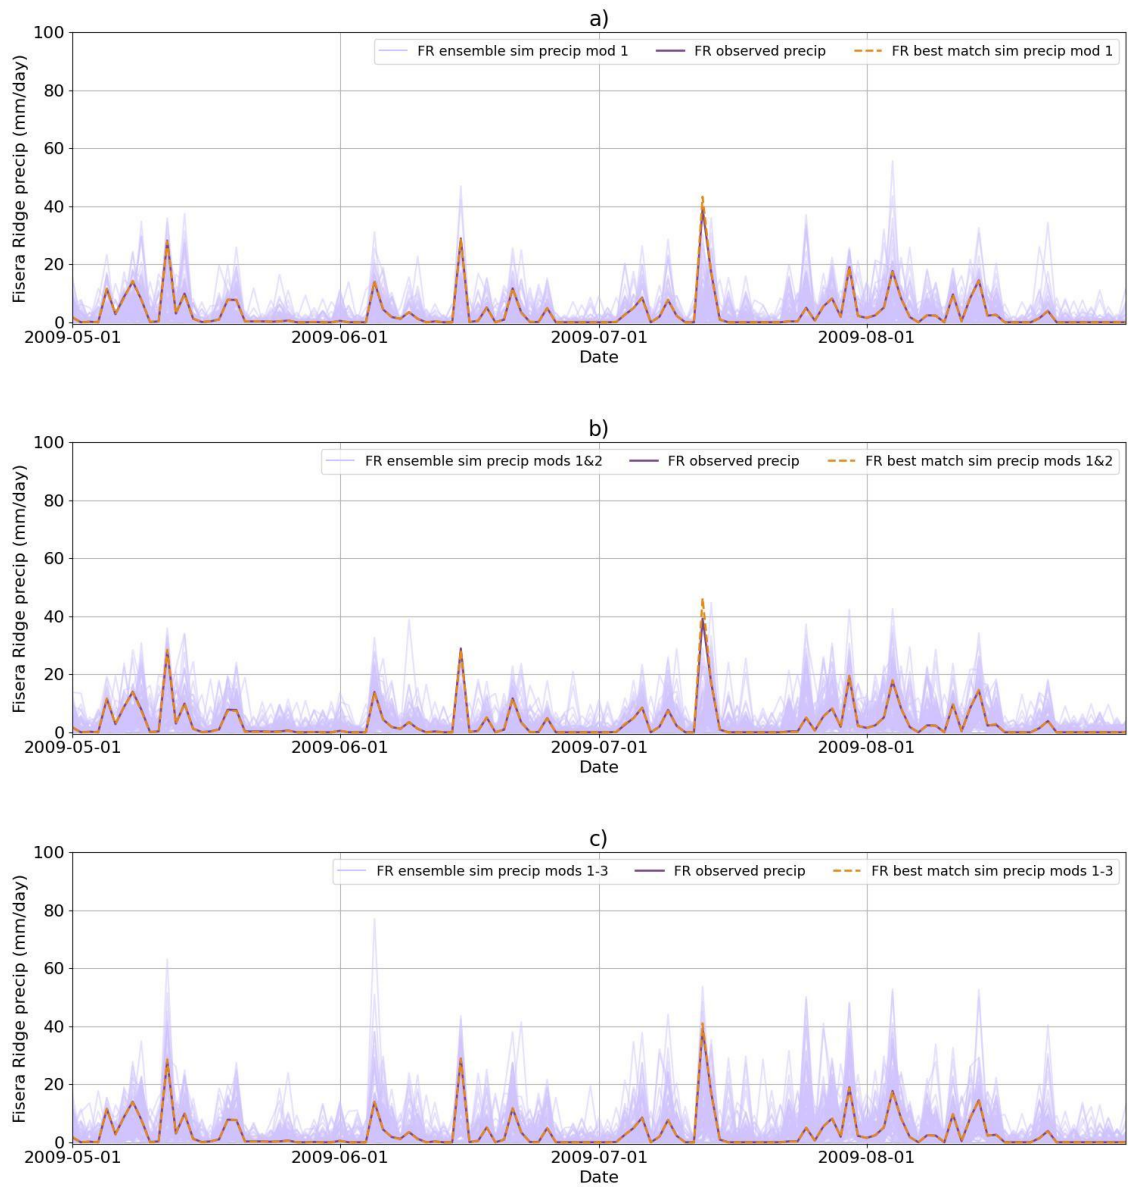 a)
FR ensemble sim precip mod 1 FR observed precip FR best match sim precip mod 1
Fisera Ridge precip (mm/day)
100
80
60
40
20
0
2009-05-01 2009-06-01 2009-07-01 2009-08-01
Date
b)
FR ensemble sim precip mods 1&2 FR observed precip FR best match sim precip mods 1&2
Fisera Ridge precip (mm/day)
100
80
60
40
20
0
2009-05-01 2009-06-01 2009-07-01 2009-08-01
Date
c)
FR ensemble sim precip mods 1-3 FR observed precip FR best match sim precip mods 1-3
Fisera Ridge precip (mm/day)
100
80
60
40
20
0
2009-05-01 2009-06-01 2009-07-01 2009-08-01
Date